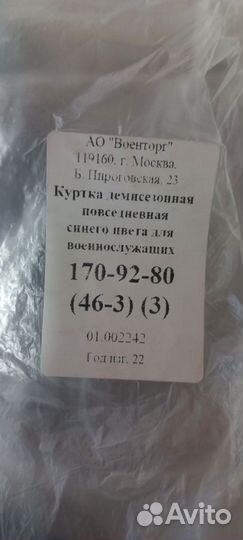 АО "Военторг"
119160, г. Москва,
Б. Пироговская, 23
Куртка демисезонная
повседневная
синего цвета для
военнослужащих
170-92-80
(46-3) (3)
01.002242
Год изг. 22
Avito